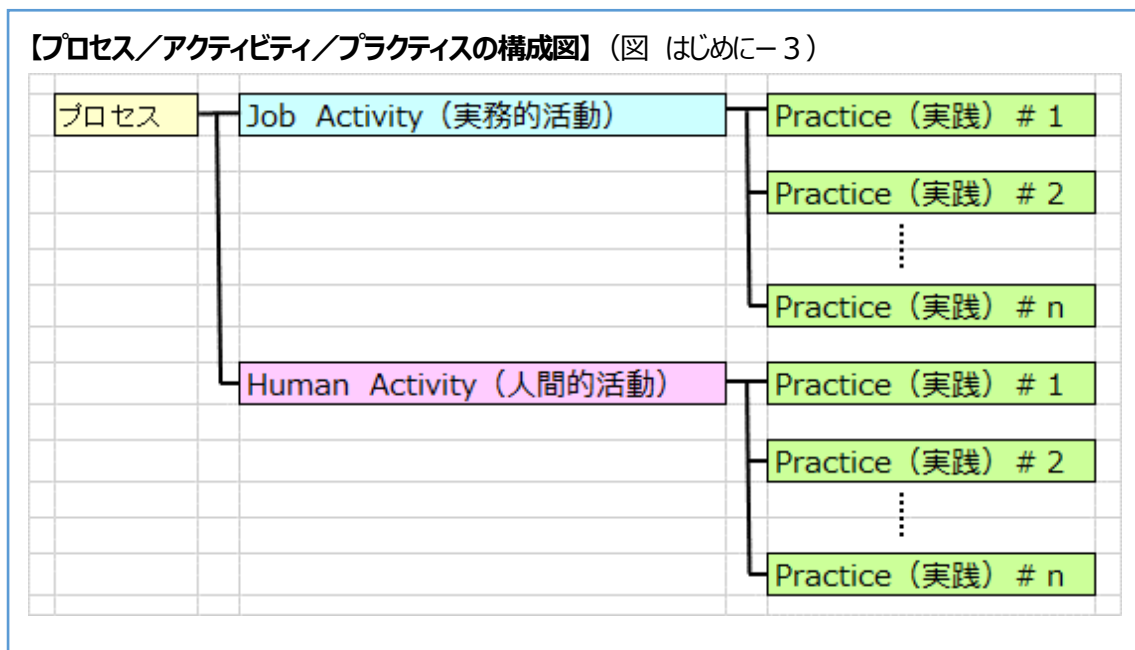 【プロセス／アクティビティ／プラクティスの構成図】（図 はじめに－３）
プロセス
Job Activity（実務的活動）
Practice（実践）＃１
Practice（実践）＃２
Practice（実践）＃ｎ
Human Activity（人間的活動）
Practice（実践）＃１
Practice（実践）＃２
Practice（実践）＃ｎ